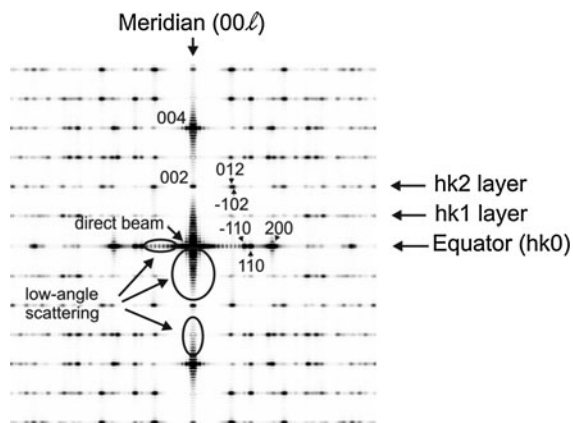 Meridian (00ℓ)
004
012
002
-102
hk2 layer
hk1 layer
direct beam
-110
200
Equator (hk0)
110
low-angle
scattering